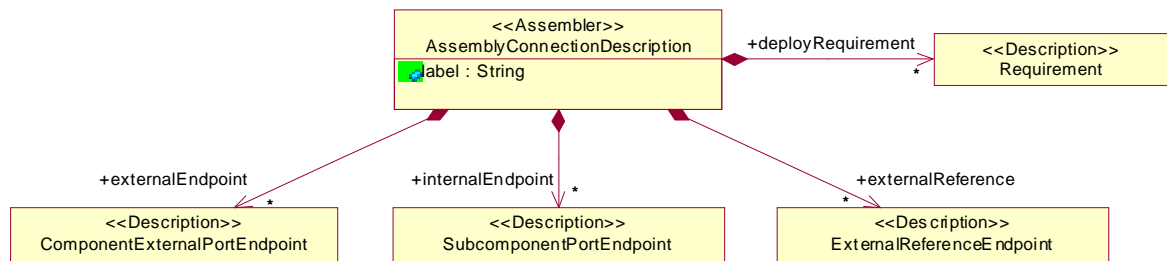 <<Assembler>>
AssemblyConnectionDescription
label : String
+deployRequirement
*
<<Description>>
Requirement
+externalEndpoint
*
+internalEndpoint
*
+externalReference
*
<<Description>>
ComponentExternalPortEndpoint
<<Description>>
SubcomponentPortEndpoint
<<Description>>
ExternalReferenceEndpoint